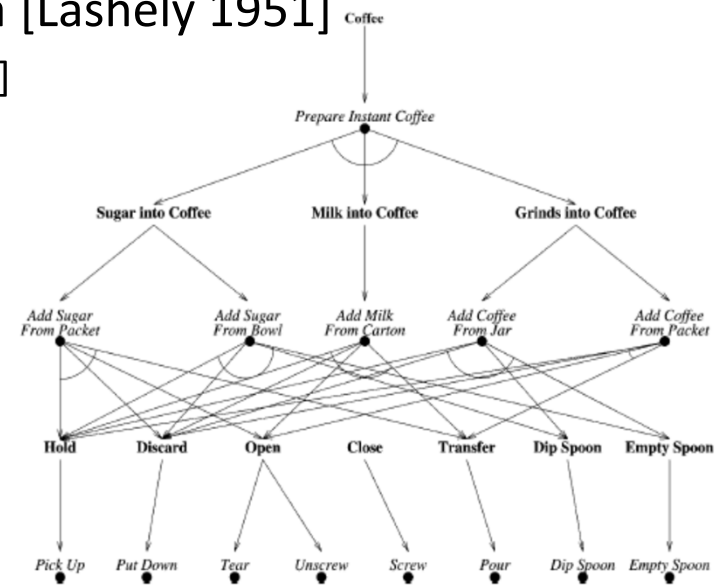 [Lashely 1951]
]
Coffee
Prepare Instant Coffee
Sugar into Coffee Milk into Coffee Grinds into Coffee
Add Sugar Add Sugar Add Milk Add Coffee Add Coffee
From Packet From Bowl From Carton From Jar From Packet
Hold Discard Open Close Transfer Dip Spoon Empty Spoon
Pick Up Put Down Tear Unscrew Screw Pour Dip Spoon Empty Spoon